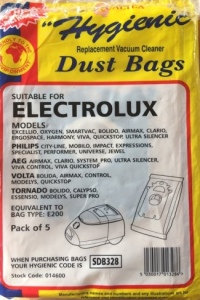 "Hygienic"
Replacement Vacuum Cleaner
Dust Bags
SUITABLE FOR
ELECTROLUX
MODELS:
EXCELLIO, OXYGEN, SMARTVAC, BOLIDO, AIRMAX, CLARIO,
ERGOSPACE, HARMONY, VIVA, QUICKSTOP, ULTRA SILENCER
PHILIPS CITY-LINE, MOBILO, IMPACT, EXPRESSIONS,
SPECIALIST, PERFORMER, UNIVERSE, JEWEL
AEG AIRMAX, CLARIO, SYSTEM PRO, ULTRA SILENCER,
VIVA CONTROL, VIVA QUICKSTOP
VOLTA BOLIDA, AIRMAX, CONTROL,
MODELYS, QUICKSTOP
TORNADO BOLIDO, CALYPSO,
ESSENSIO, MODELYS, SUPER PRO
EQUIVALENT TO
BAG TYPE: E200
Pack of 5
WHEN PURCHASING BAGS
YOUR HYGIENIC CODE IS
SDB328
Stock Code: 014600